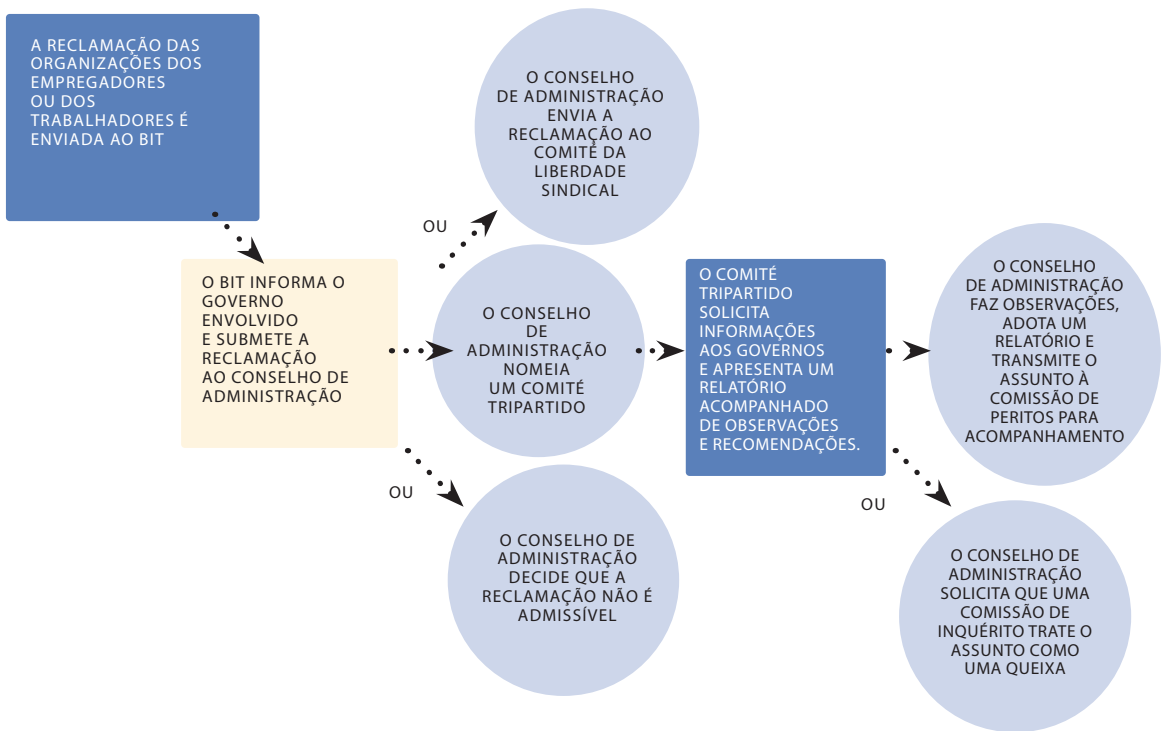 A RECLAMAÇÃO DAS
ORGANIZAÇÕES DOS
EMPREGADORES
OU DOS
TRABALHADORES É
ENVIADA AO BIT
O BIT INFORMA O
GOVERNO
ENVOLVIDO
E SUBMETE A
RECLAMAÇÃO
AO CONSELHO DE
ADMINISTRAÇÃO
OU
O CONSELHO
DE ADMINISTRAÇÃO
ENVIA A
RECLAMAÇÃO AO
COMITÉ DA
LIBERDADE
SINDICAL
O CONSELHO
DE
ADMINISTRAÇÃO
NOMEIA
UM COMITÉ
TRIPARTIDO
OU
O CONSELHO DE
ADMINISTRAÇÃO
DECIDE QUE A
RECLAMAÇÃO NÃO É
ADMISSÍVEL
O COMITÉ
TRIPARTIDO
SOLICITA
INFORMAÇÕES
AOS GOVERNOS
E APRESENTA UM
RELATÓRIO
ACOMPANHADO
DE OBSERVAÇÕES
E RECOMENDAÇÕES.
O CONSELHO
DE ADMINISTRAÇÃO
FAZ OBSERVAÇÕES,
ADOTA UM
RELATÓRIO E
TRANSMITE O
ASSUNTO À
COMISSÃO DE
PERITOS PARA
ACOMPANHAMENTO
OU
O CONSELHO DE
ADMINISTRAÇÃO
SOLICITA QUE UMA
COMISSÃO DE
INQUÉRITO TRATE O
ASSUNTO COMO
UMA QUEIXA